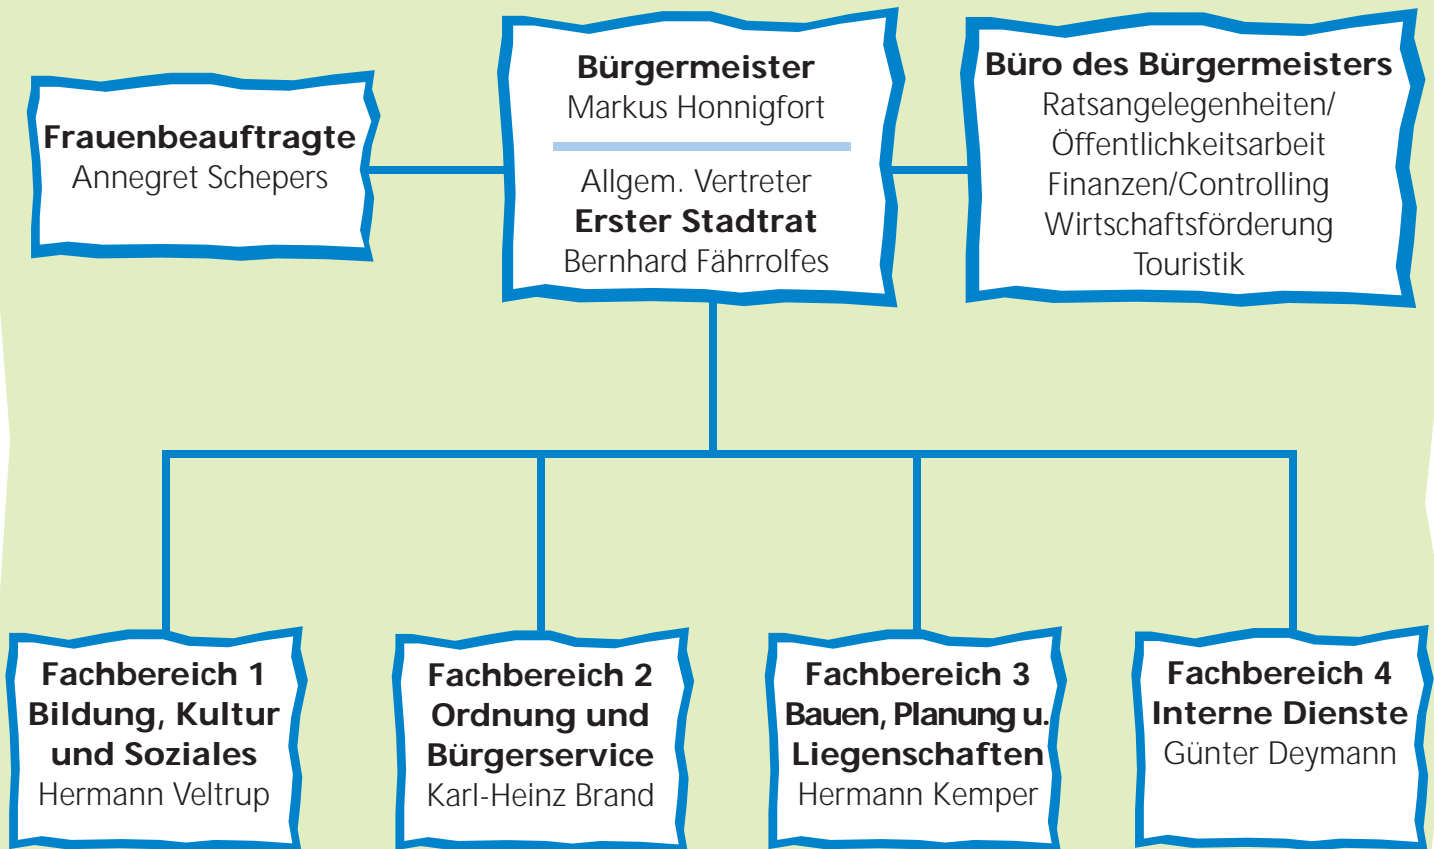 Frauenbeauftragte
Annegret Schepers
Bürgermeister
Markus Honnigfort
Allgem. Vertreter
Erster Stadtrat
Bernhard Fährrolfes
Büro des Bürgermeisters
Ratsangelegenheiten/
Öffentlichkeitsarbeit
Finanzen/Controlling
Wirtschaftsförderung
Touristik
Fachbereich 1
Bildung, Kultur
und Soziales
Hermann Veltrup
Fachbereich 2
Ordnung und
Bürgerservice
Karl-Heinz Brand
Fachbereich 3
Bauen, Planung u.
Liegenschaften
Hermann Kemper
Fachbereich 4
Interne Dienste
Günter Deymann